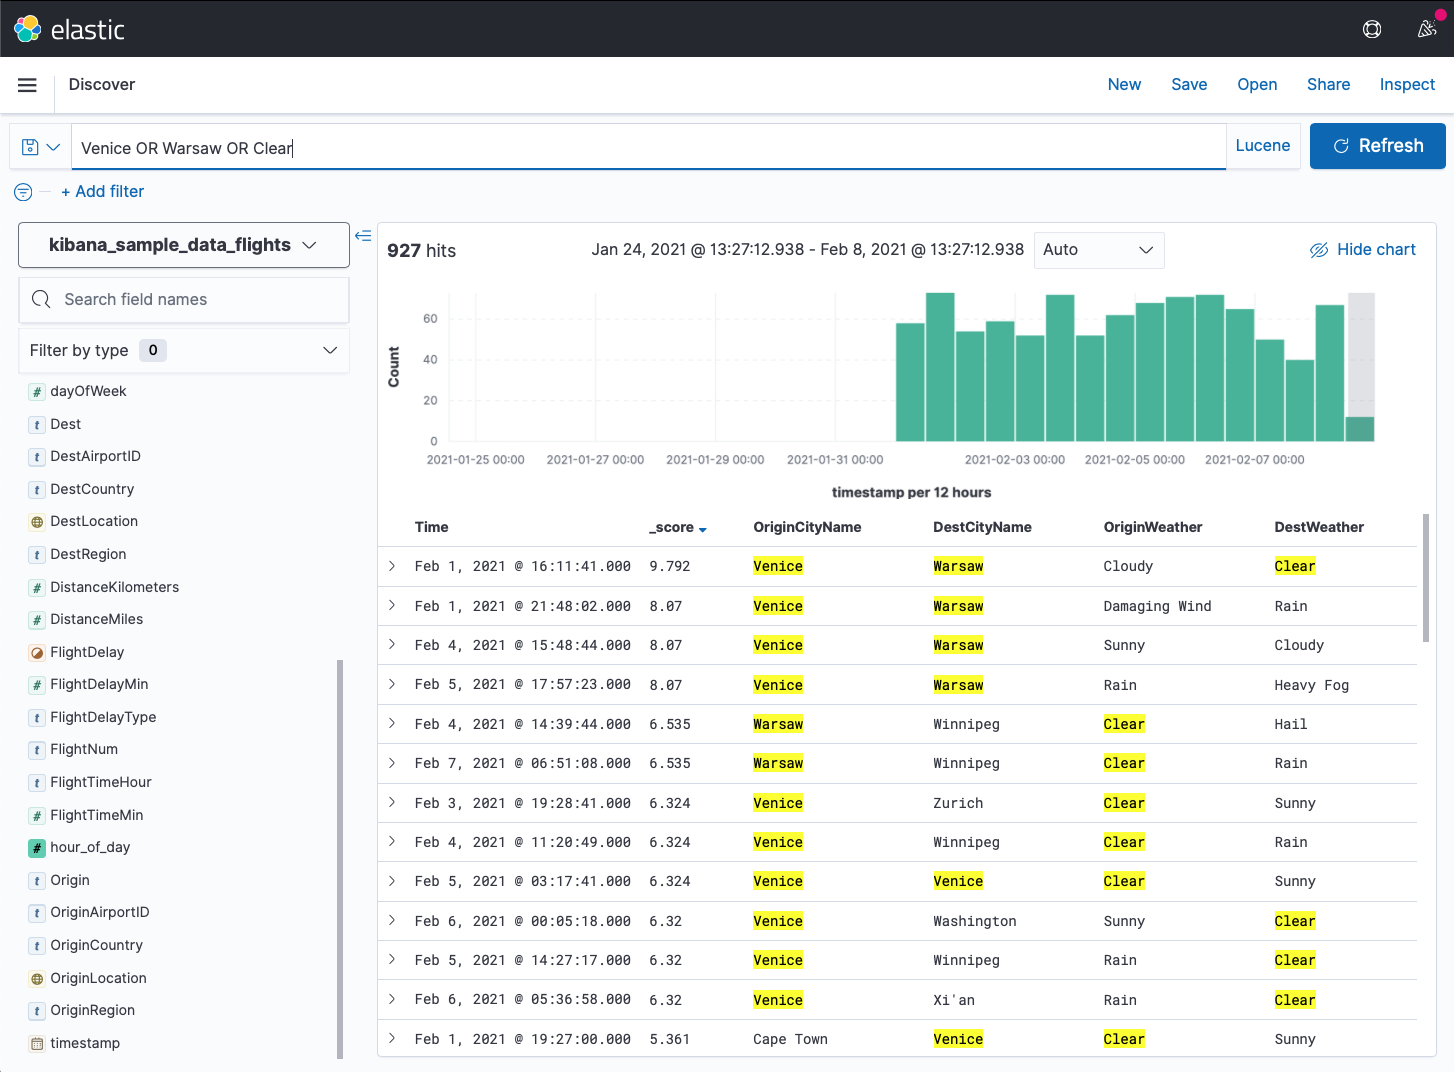 elastic
Discover
New Save Open Share Inspect
Venice OR Warsaw OR Clear
Lucene
Refresh
+ Add filter
kibana_sample_data_flights
Search field names
Filter by type 0
# dayOfWeek
t Dest
t DestAirportID
t DestCountry
DestLocation
t DestRegion
# DistanceKilometers
# DistanceMiles
FlightDelay
# FlightDelayMin
t FlightDelayType
t FlightNum
t FlightTimeHour
# FlightTimeMin
# hour_of_day
t Origin
t OriginAirportID
t OriginCountry
OriginLocation
t OriginRegion
timestamp
927 hits
Jan 24, 2021 @ 13:27:12.938 - Feb 8, 2021 @ 13:27:12.938
Auto
Hide chart
Count
60
40
20
0
2021-01-25 00:00 2021-01-27 00:00 2021-01-29 00:00 2021-01-31 00:00 2021-02-03 00:00 2021-02-05 00:00 2021-02-07 00:00
timestamp per 12 hours
Time _score OriginCityName DestCityName OriginWeather DestWeather
Feb 1, 2021 @ 16:11:41.000 9.792 Venice Warsaw Cloudy Clear
Feb 1, 2021 @ 21:48:02.000 8.07 Venice Warsaw Damaging Wind Rain
Feb 4, 2021 @ 15:48:44.000 8.07 Venice Warsaw Sunny Cloudy
Feb 5, 2021 @ 17:57:23.000 8.07 Venice Warsaw Rain Heavy Fog
Feb 4, 2021 @ 14:39:44.000 6.535 Warsaw Winnipeg Clear Hail
Feb 7, 2021 @ 06:51:08.000 6.535 Warsaw Winnipeg Clear Rain
Feb 3, 2021 @ 19:28:41.000 6.324 Venice Zurich Clear Sunny
Feb 4, 2021 @ 11:20:49.000 6.324 Venice Winnipeg Clear Rain
Feb 5, 2021 @ 03:17:41.000 6.324 Venice Venice Clear Sunny
Feb 6, 2021 @ 00:05:18.000 6.32 Venice Washington Sunny Clear
Feb 5, 2021 @ 14:27:17.000 6.32 Venice Winnipeg Rain Clear
Feb 6, 2021 @ 05:36:58.000 6.32 Venice Xi'an Rain Clear
Feb 1, 2021 @ 19:27:00.000 5.361 Cape Town Venice Clear Sunny